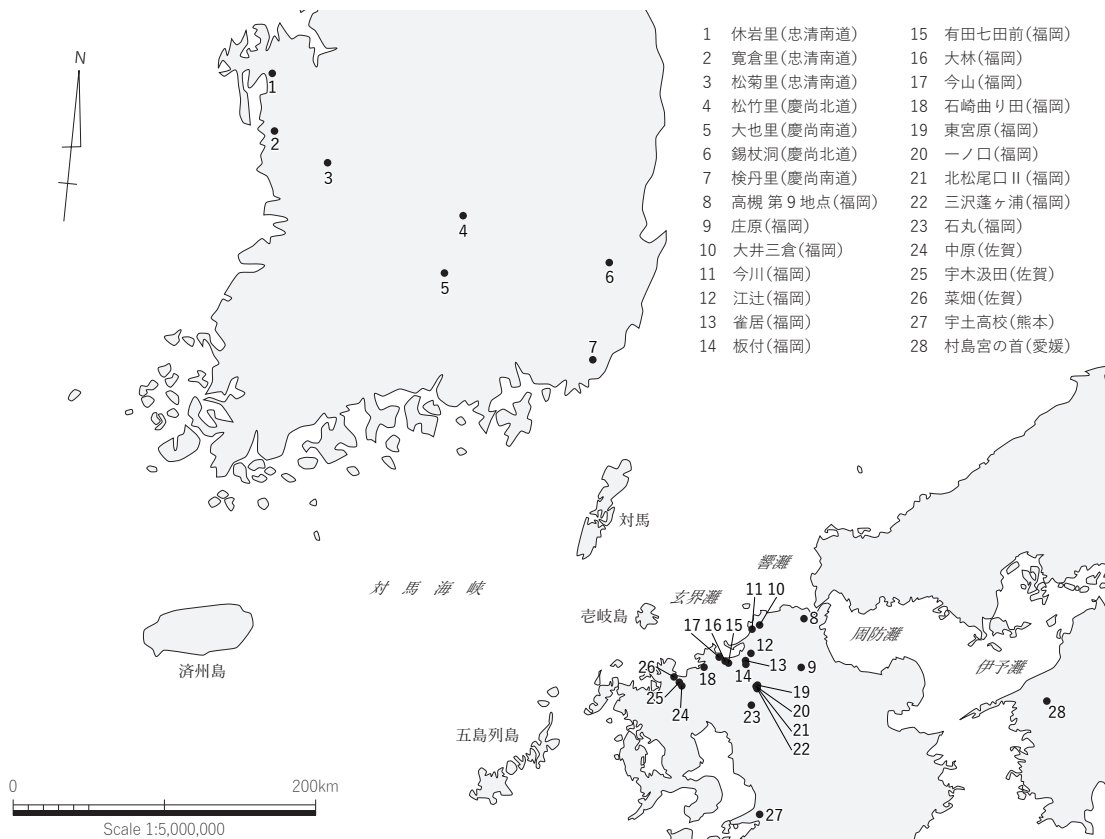 N
1 休岩里(忠清南道)
2 寛倉里(忠清南道)
3 松菊里(忠清南道)
4 松竹里(慶尚北道)
5 大也里(慶尚南道)
6 錫杖洞(慶尚北道)
7 検丹里(慶尚南道)
8 高槻 第9地点(福岡)
9 庄原(福岡)
10 大井三倉(福岡)
11 今川(福岡)
12 江辻(福岡)
13 雀居(福岡)
14 板付(福岡)
15 有田七田前(福岡)
16 大林(福岡)
17 今山(福岡)
18 石崎曲り田(福岡)
19 東宮原(福岡)
20 一ノ口(福岡)
21 北松尾口Ⅱ(福岡)
22 三沢蓬ヶ浦(福岡)
23 石丸(福岡)
24 中原(佐賀)
25 宇木汲田(佐賀)
26 菜畑(佐賀)
27 宇土高校(熊本)
28 村島宮の首(愛媛)
1
2
3
4
5
6
7
対馬
対馬海峡
響灘
玄界灘
壱岐島
11 10
8
周防灘
17 16 15
12
伊予灘
済州島
26
18
14
13
9
25
24
19
20
21
22
23
28
五島列島
27
0 200km
Scale 1:5,000,000